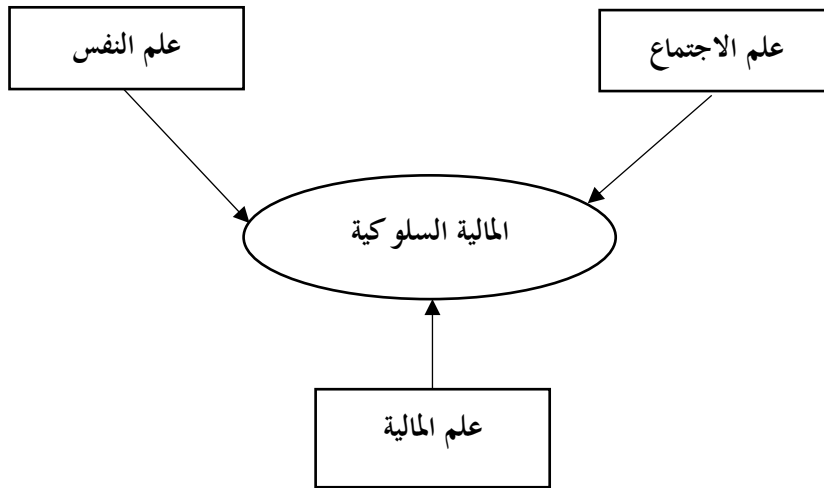 علم الاجتماع
علم النفس
المالية السلوكية
علم المالية